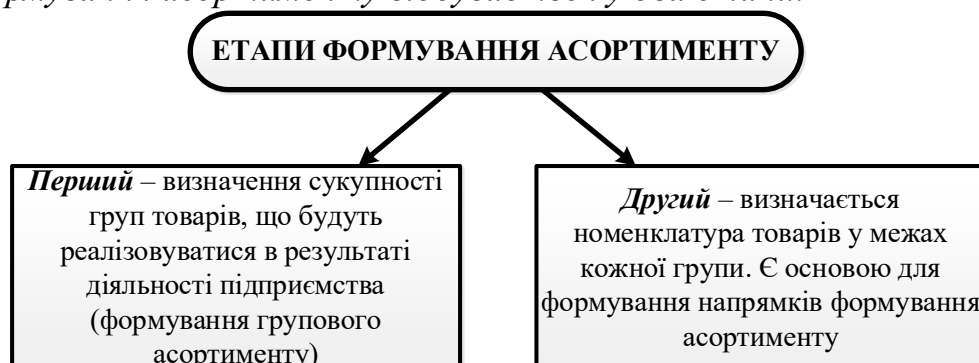 ЕТАПИ ФОРМУВАННЯ АСОРТИМЕНТУ
Перший – визначення сукупності
груп товарів, що будуть
реалізовуватися в результаті
діяльності підприємства
(формування групового
асортименту)
Другий – визначається
номенклатура товарів у межах
кожної групи. Є основою для
формування напрямків формування
асортименту